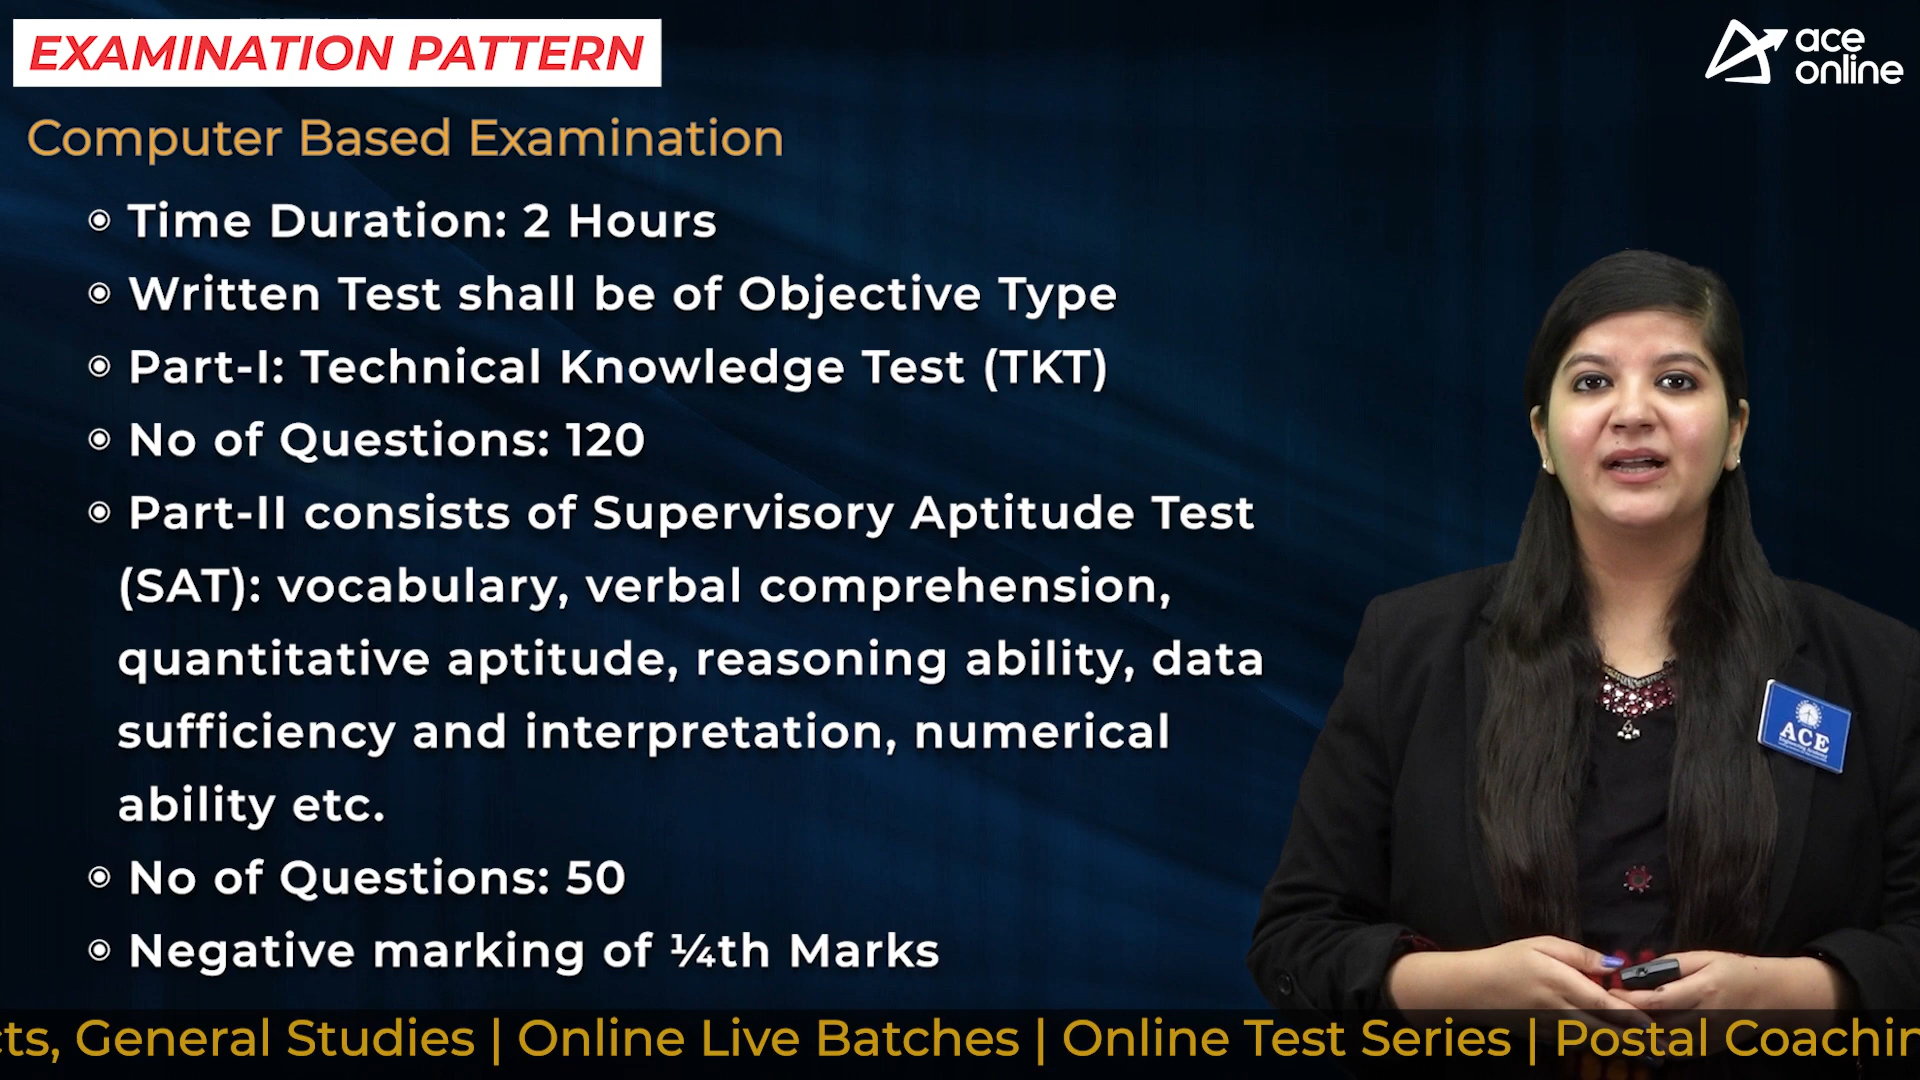 EXAMINATION PATTERN
ace
online
Computer Based Examination
Time Duration: 2 Hours
Written Test shall be of Objective Type
Part-I: Technical Knowledge Test (TKT)
No of Questions: 120
Part-II consists of Supervisory Aptitude Test
(SAT): vocabulary, verbal comprehension,
quantitative aptitude, reasoning ability, data
sufficiency and interpretation, numerical
ability etc.
No of Questions: 50
Negative marking of ¼th Marks
ACE
cts, General Studies | Online Live Batches | Online Test Series | Postal Coachin